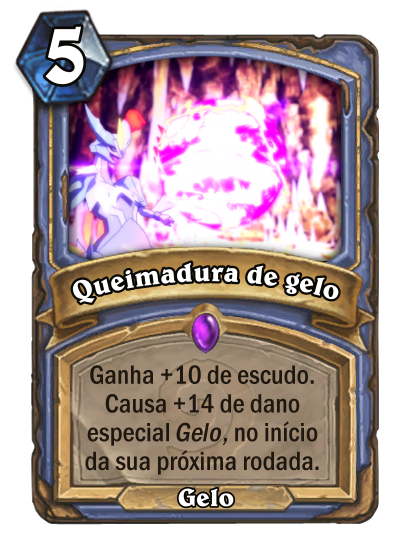 5
Queimadura de gelo
Ganha +10 de escudo.
Causa +14 de dano
especial Gelo, no início
da sua próxima rodada.
Gelo